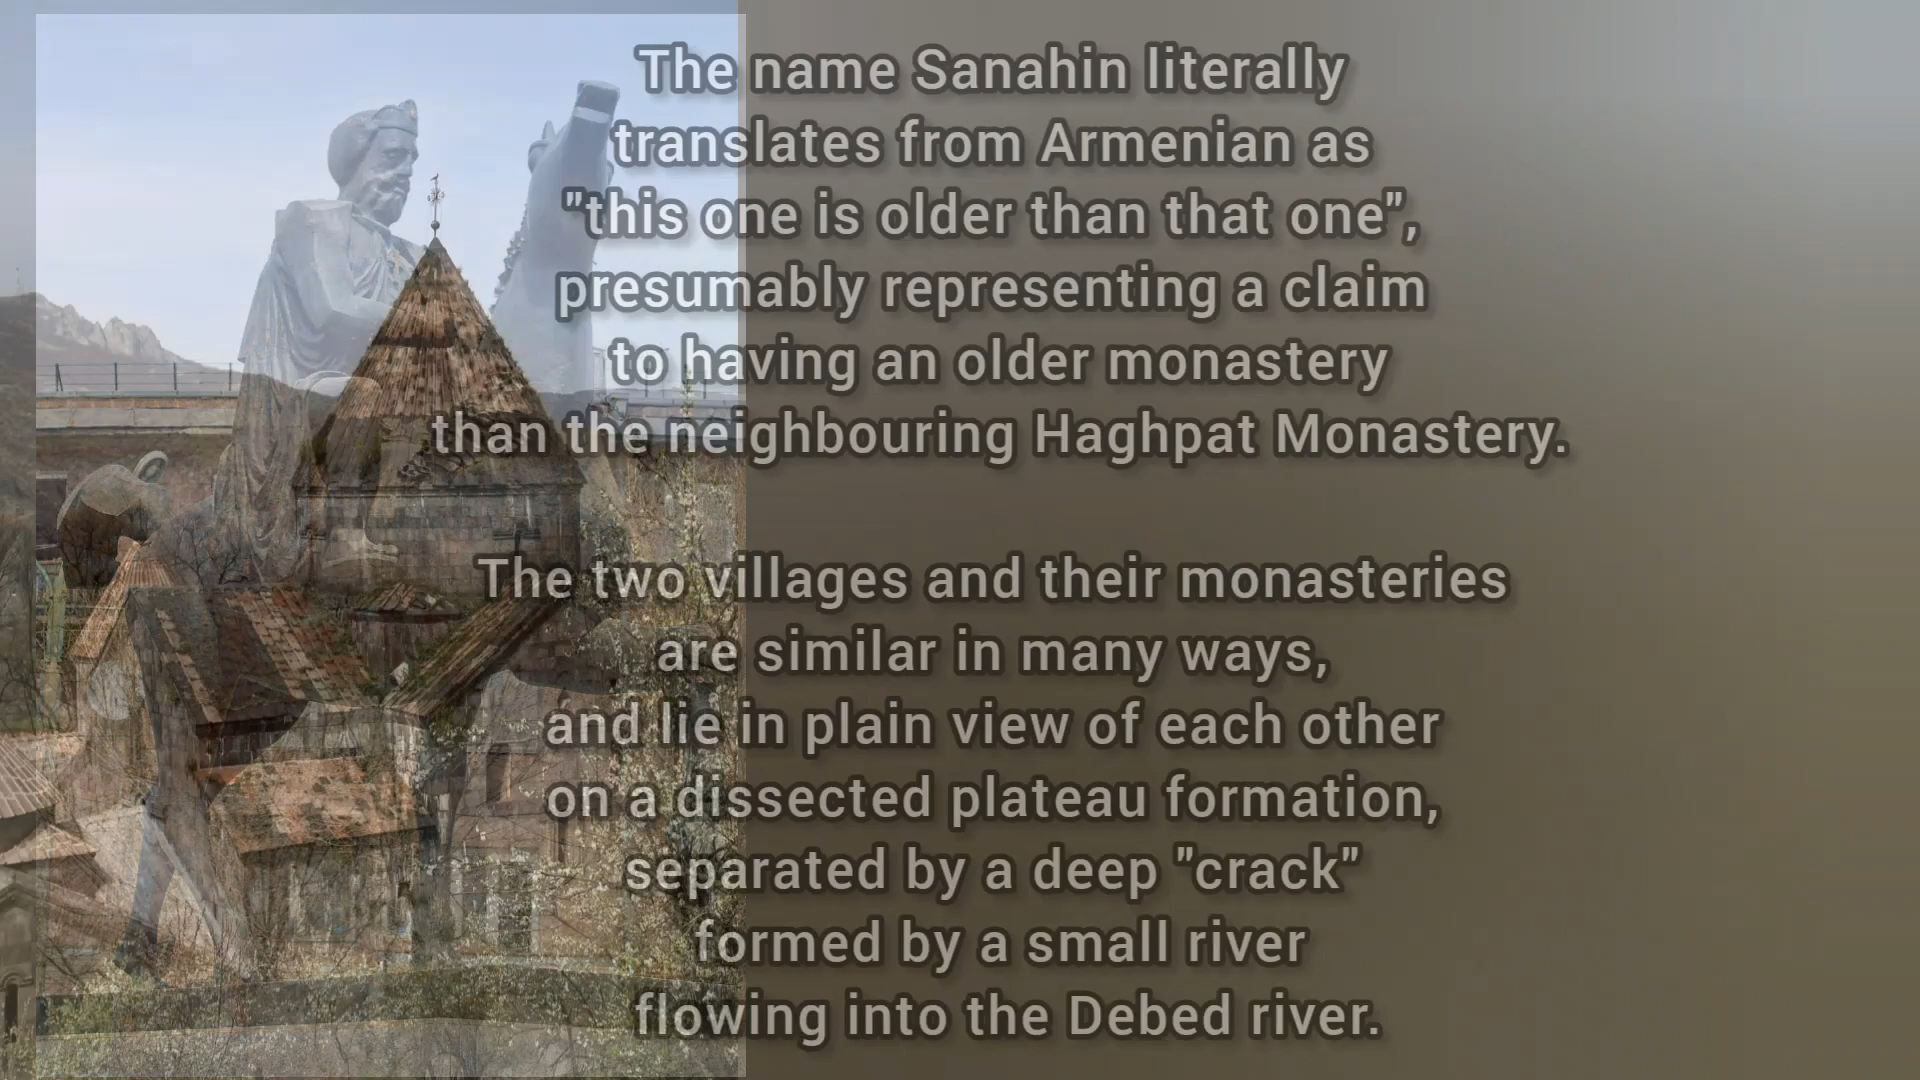 The name Sanahin literally
translates from Armenian as
"this one is older than that one",
presumably representing a claim
to having an older monastery
than the neighbouring Haghpat Monastery.
The two villages and their monasteries
are similar in many ways,
and lie in plain view of each other
on a dissected plateau formation,
separated by a deep "crack"
formed by a small river
flowing into the Debed river.